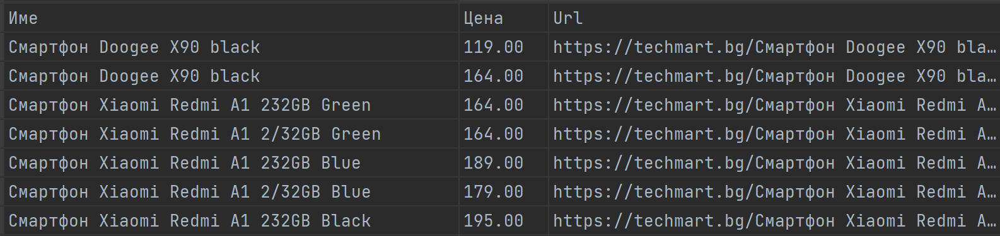 Име Цена Url
Смартфон Doogee X90 black 119.00 https://techmart.bg/Смартфон Doogee X90 bla…
Смартфон Doogee X90 black 164.00 https://techmart.bg/Смартфон Doogee X90 bla…
Смартфон Xiaomi Redmi A1 232GB Green 164.00 https://techmart.bg/Смартфон Xiaomi Redmi A…
Смартфон Xiaomi Redmi A1 2/32GB Green 164.00 https://techmart.bg/Смартфон Xiaomi Redmi A…
Смартфон Xiaomi Redmi A1 232GB Blue 189.00 https://techmart.bg/Смартфон Xiaomi Redmi A…
Смартфон Xiaomi Redmi A1 2/32GB Blue 179.00 https://techmart.bg/Смартфон Xiaomi Redmi A…
Смартфон Xiaomi Redmi A1 232GB Black 195.00 https://techmart.bg/Смартфон Xiaomi Redmi A…